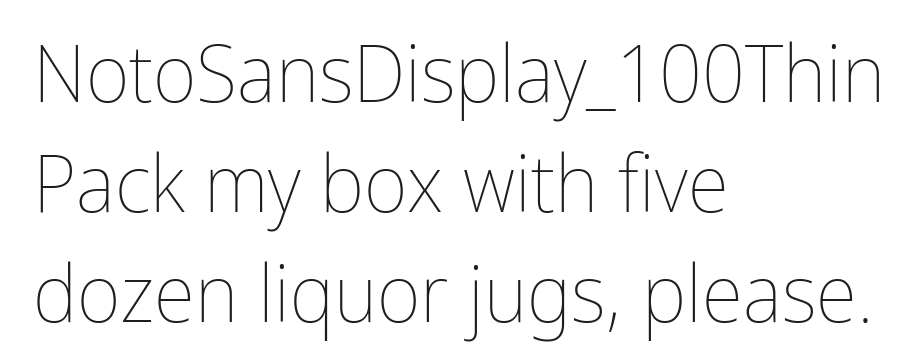 NotoSansDisplay_100Thin
Pack my box with five
dozen liquor jugs, please.